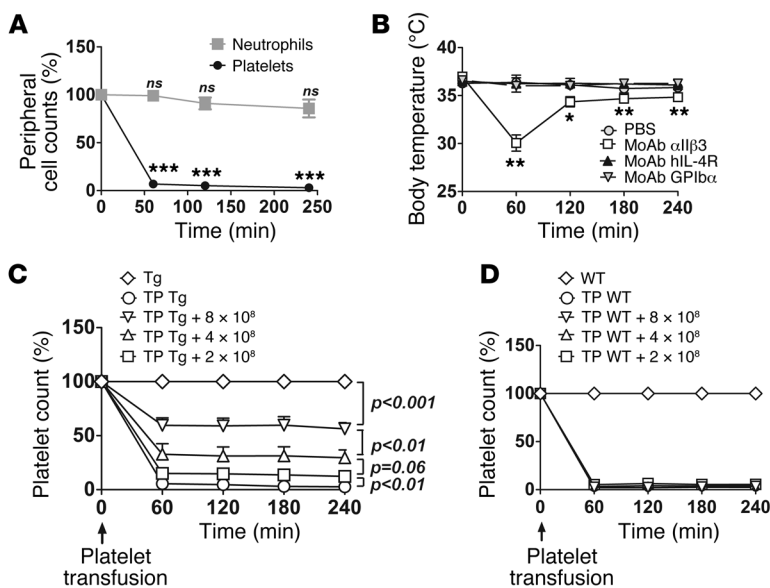 A
Neutrophils
Platelets
Peripheral
cell counts (%)
150
100
50
0
ns
ns
ns
***
***
***
0 50 100 150 200 250
Time (min)
B
Body temperature (°C)
40
35
30
25
**
*
**
**
PBS
MoAb αIIβ3
MoAb hIL-4R
MoAb GPIbα
0 60 120 180 240
Time (min)
C
Tg
TP Tg
TP Tg + 8 × 10⁸
TP Tg + 4 × 10⁸
TP Tg + 2 × 10⁸
Platelet count (%)
150
100
50
0
p<0.001
p<0.01
p=0.06
p<0.01
0 60 120 180 240
Time (min)
Platelet
transfusion
D
WT
TP WT
TP WT + 8 × 10⁸
TP WT + 4 × 10⁸
TP WT + 2 × 10⁸
Platelet count (%)
150
100
50
0
0 60 120 180 240
Time (min)
Platelet
transfusion